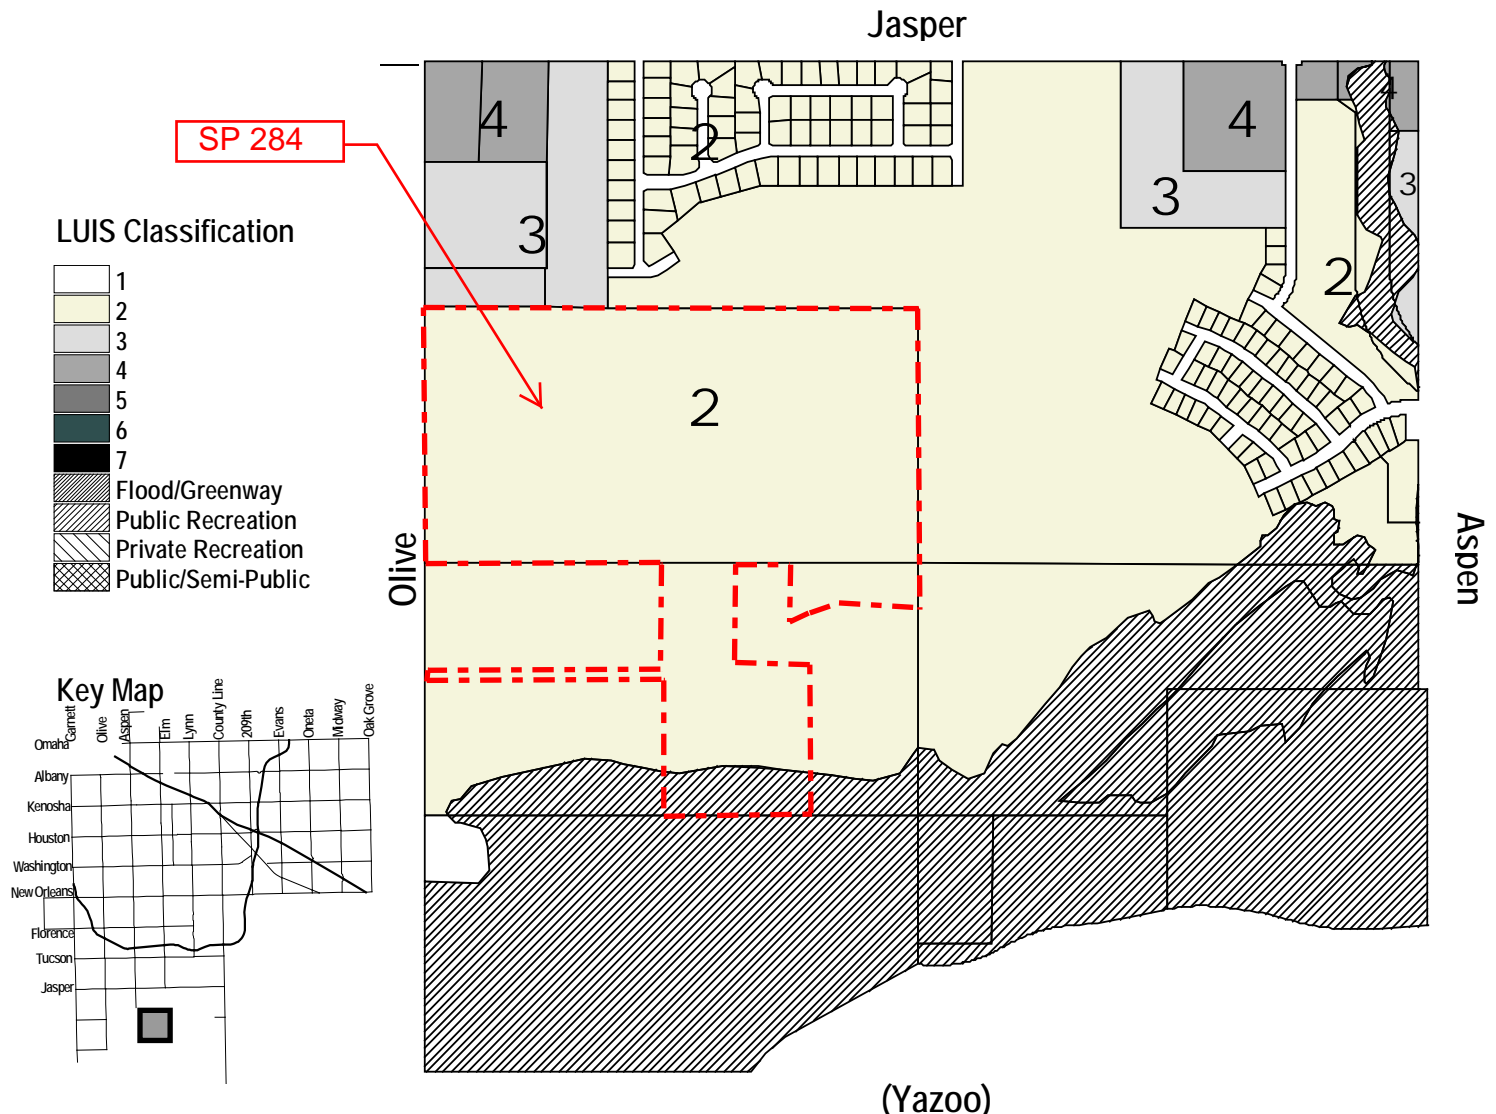 Jasper
SP 284
4
2
4
4
3
3
3
2
LUIS Classification
1
2
3
4
5
6
7
Flood/Greenway
Public Recreation
Private Recreation
Public/Semi-Public
2
Olive
Aspen
Key Map
Garnett
Olive
Aspen
Elm
Lynn
County Line
209th
Evans
Oneta
Midway
Oak Grove
Omaha
Albany
Kenosha
Houston
Washington
New Orleans
Florence
Tucson
Jasper
(Yazoo)